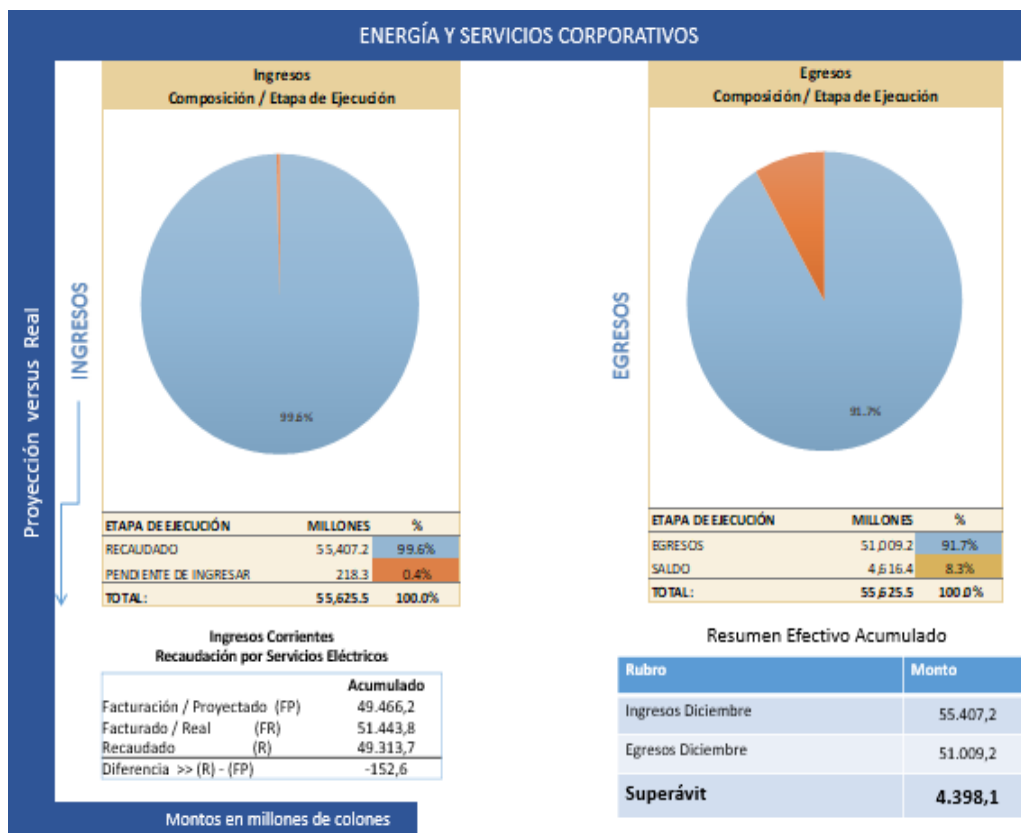 ENERGÍA Y SERVICIOS CORPORATIVOS
Proyección versus Real
INGRESOS
Ingresos
Composición / Etapa de Ejecución
99.6%
ETAPA DE EJECUCIÓN MILLONES %
RECAUDADO 55,407.2 99.6%
PENDIENTE DE INGRESAR 218.3 0.4%
TOTAL: 55,625.5 100.0%
Ingresos Corrientes
Recaudación por Servicios Eléctricos
Acumulado
Facturación / Proyectado (FP) 49.466,2
Facturado / Real (FR) 51.443,8
Recaudado (R) 49.313,7
Diferencia >> (R) - (FP) -152,6
EGRESOS
Egresos
Composición / Etapa de Ejecución
91.7%
ETAPA DE EJECUCIÓN MILLONES %
EGRESOS 51,009.2 91.7%
SALDO 4,616.4 8.3%
TOTAL: 55,625.5 100.0%
Resumen Efectivo Acumulado
Rubro Monto
Ingresos Diciembre 55.407,2
Egresos Diciembre 51.009,2
Superávit 4.398,1
Montos en millones de colones